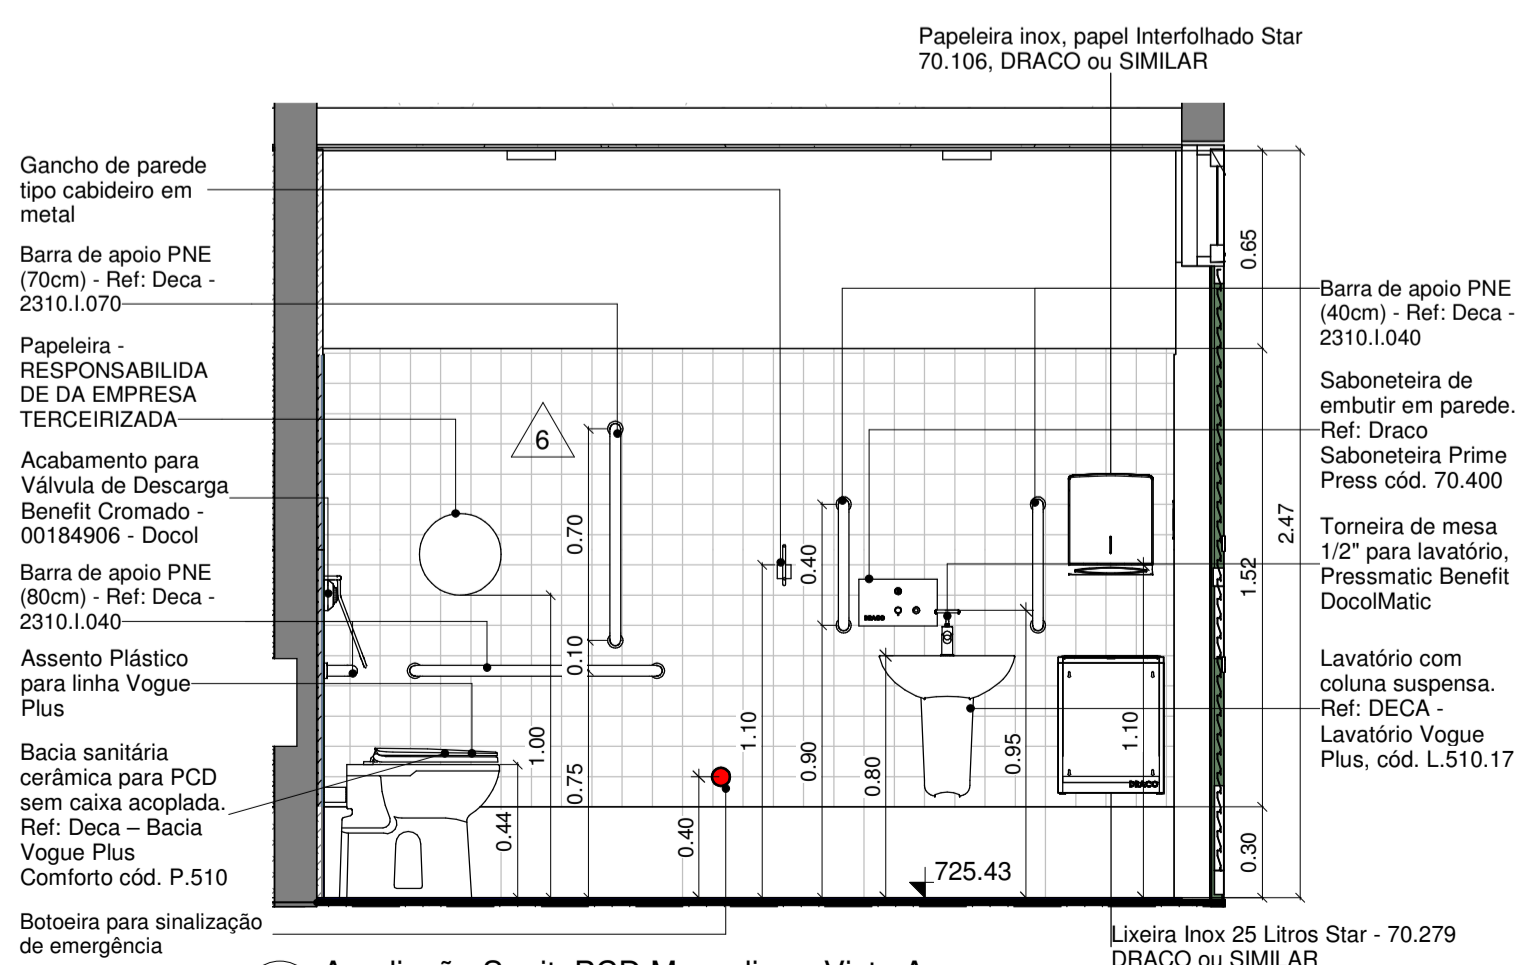 Papeleira inox, papel Interfolhado Star
70.106, DRACO ou SIMILAR
Gancho de parede
tipo cabideiro em
metal
Barra de apoio PNE
(70cm) - Ref: Deca -
2310.I.070
Papeleira -
RESPONSABILIDA
DE DA EMPRESA
TERCEIRIZADA
Acabamento para
Válvula de Descarga
Benefit Cromado -
00184906 - Docol
Barra de apoio PNE
(80cm) - Ref: Deca -
2310.I.040
Assento Plástico
para linha Vogue
Plus
Bacia sanitária
cerâmica para PCD
sem caixa acoplada.
Ref: Deca – Bacia
Vogue Plus
Comforto cód. P.510
Botoeira para sinalização
de emergência
6
0.70
0.10
1.00
0.75
0.44
0.40
1.10
0.40
0.90
0.80
0.95
1.10
DRACO
DRACO
725.43
0.65
1.52
0.30
2.47
Barra de apoio PNE
(40cm) - Ref: Deca -
2310.I.040
Saboneteira de
embutir em parede.
Ref: Draco
Saboneteira Prime
Press cód. 70.400
Torneira de mesa
1/2" para lavatório,
Pressmatic Benefit
DocolMatic
Lavatório com
coluna suspensa.
Ref: DECA -
Lavatório Vogue
Plus, cód. L.510.17
Lixeira Inox 25 Litros Star - 70.279
DRACO ou SIMILAR